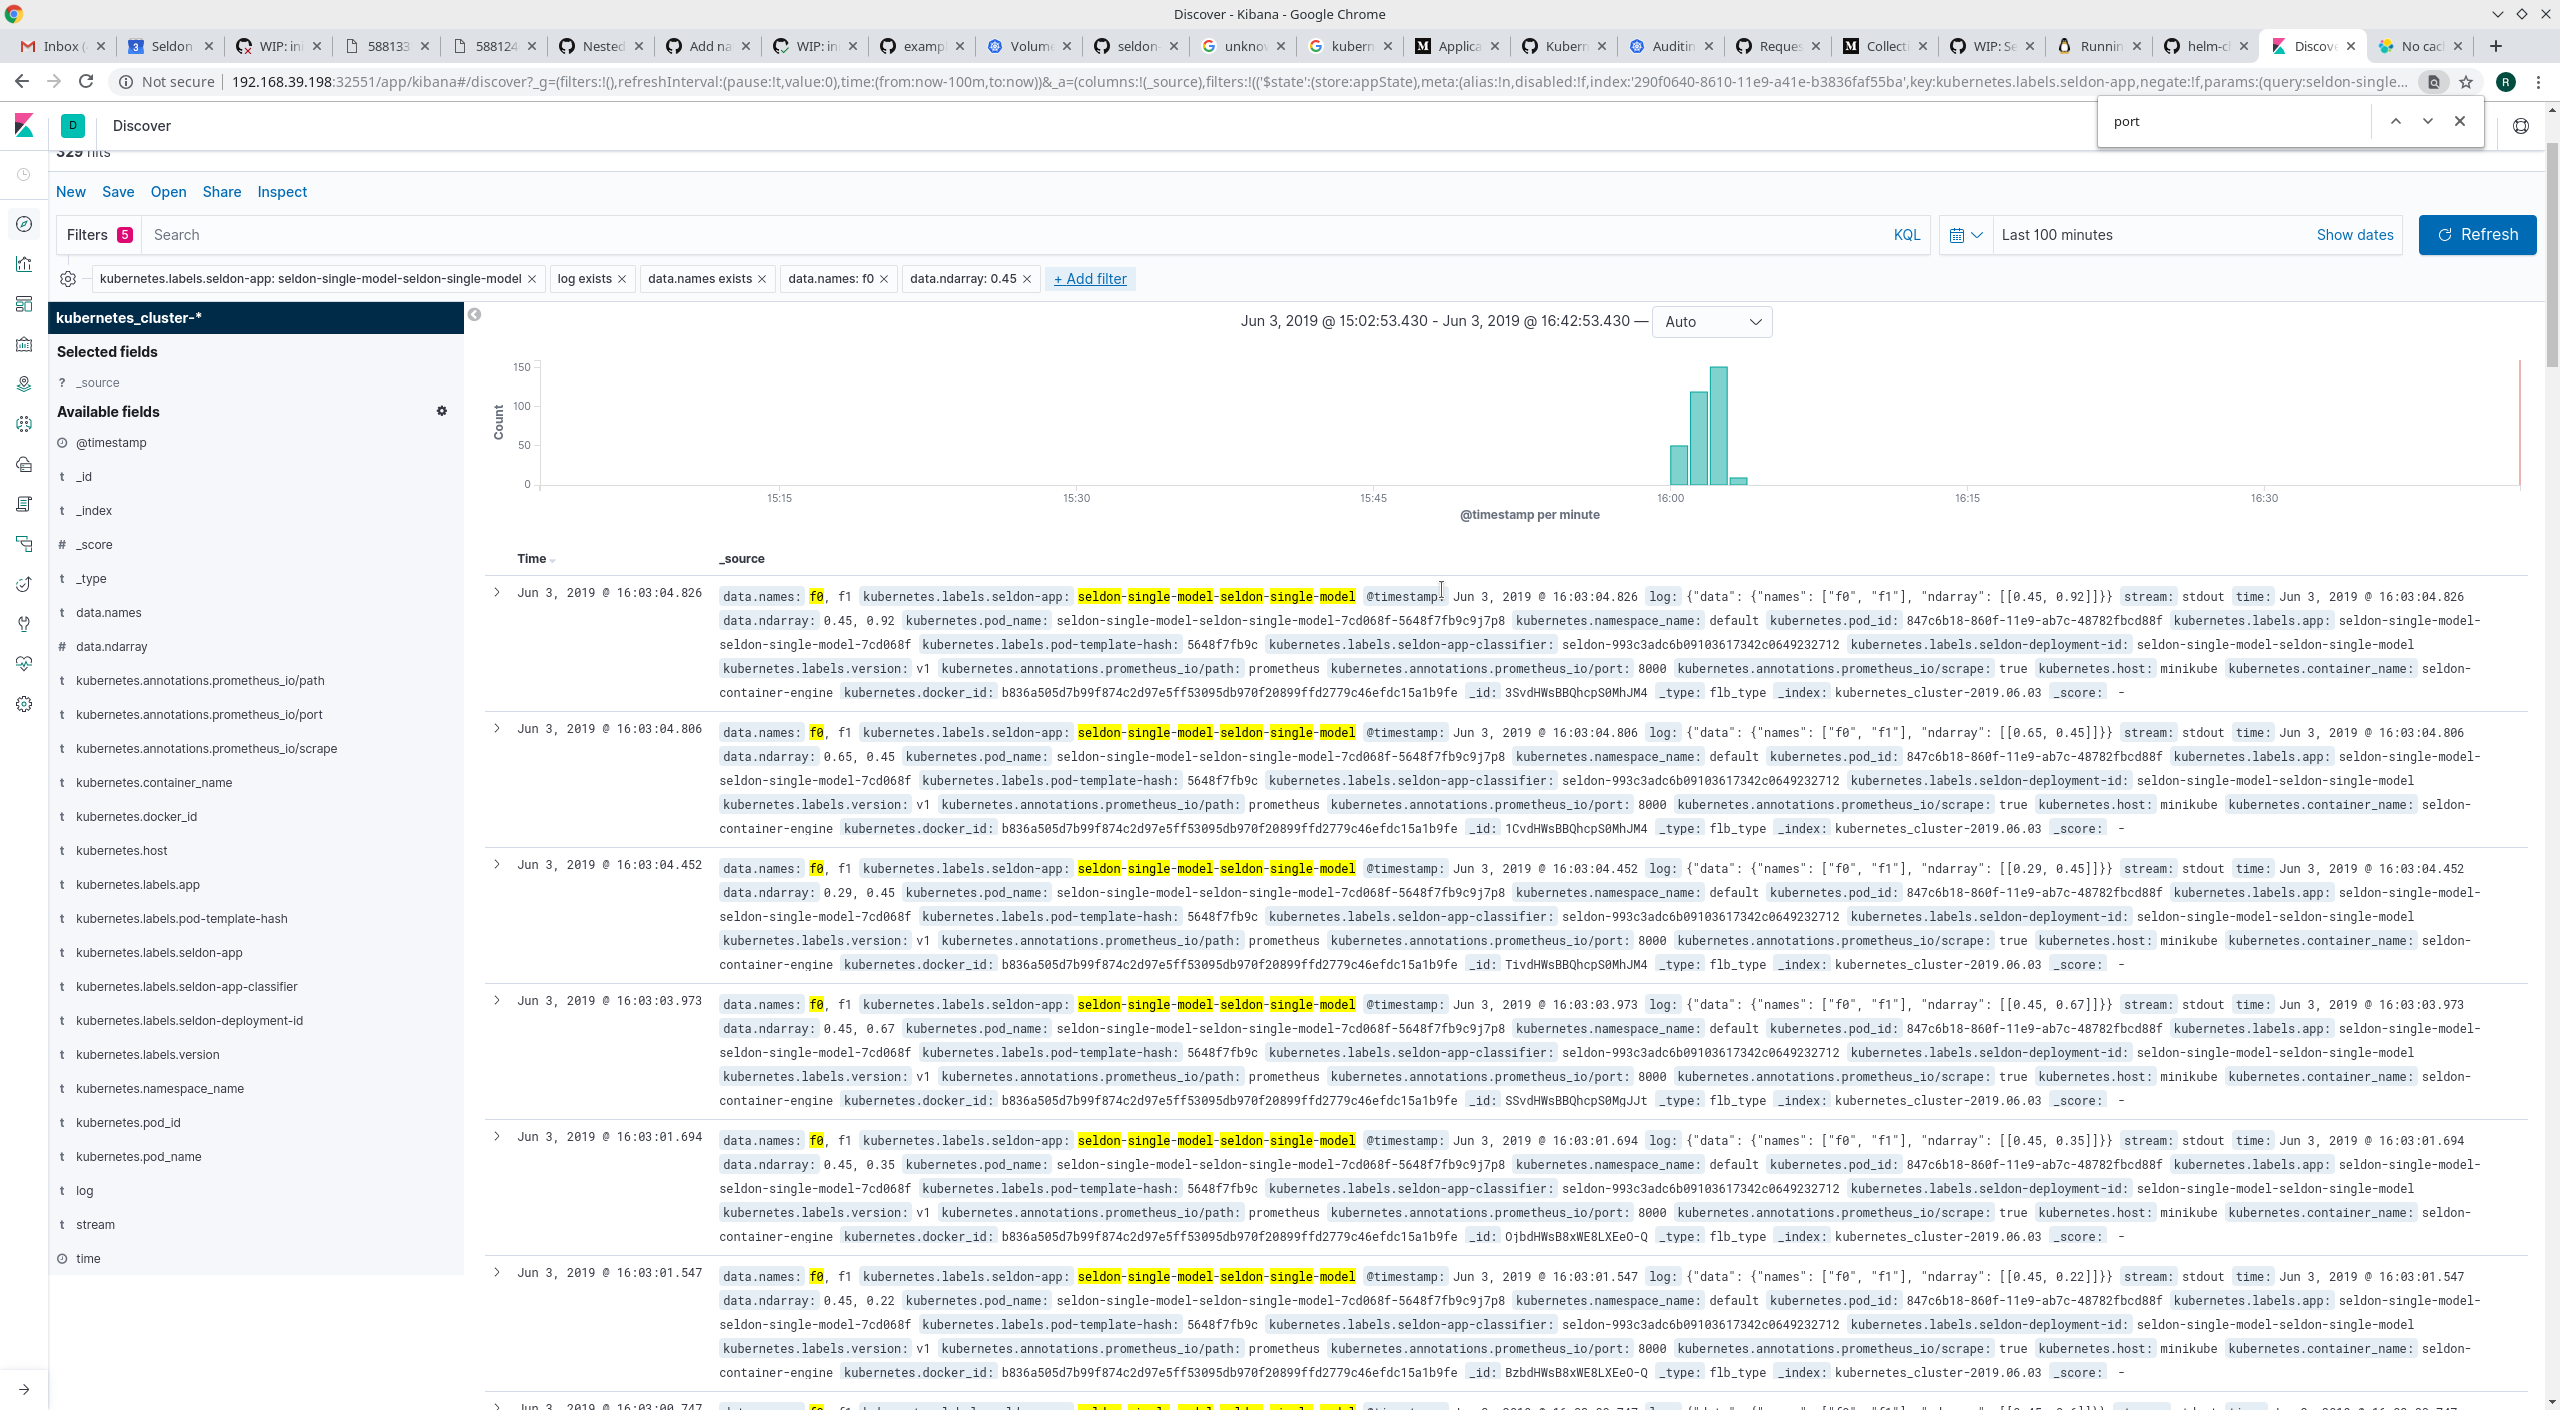 Discover - Kibana - Google Chrome
Inbox ( Seldon WIP: ini 588133 588124 Nested Add na WIP: ini exampl Volume seldon- unknov kubern Applica Kubern Auditin Reques Collecti WIP: Se Runnin helm-cl Discove No cac
Not secure 192.168.39.198:32551/app/kibana#/discover?_g=(filters:!(),refreshInterval:(pause:!t,value:0),time:(from:now-100m,to:now))&_a=(columns:!(_source),filters:!(('$state':(store:appState),meta:(alias:!n,disabled:!f,index:'290f0640-8610-11e9-a41e-b3836faf55ba',key:kubernetes.labels.seldon-app,negate:!f,params:(query:seldon-single... R
D Discover
port
329 hits
New Save Open Share Inspect
Filters 5 Search KQL Last 100 minutes Show dates Refresh
kubernetes.labels.seldon-app: seldon-single-model-seldon-single-model × log exists × data.names exists × data.names: f0 × data.ndarray: 0.45 × + Add filter
kubernetes_cluster-*
Selected fields
? _source
Available fields
@timestamp
t _id
t _index
# _score
t _type
t data.names
# data.ndarray
t kubernetes.annotations.prometheus_io/path
t kubernetes.annotations.prometheus_io/port
t kubernetes.annotations.prometheus_io/scrape
t kubernetes.container_name
t kubernetes.docker_id
t kubernetes.host
t kubernetes.labels.app
t kubernetes.labels.pod-template-hash
t kubernetes.labels.seldon-app
t kubernetes.labels.seldon-app-classifier
t kubernetes.labels.seldon-deployment-id
t kubernetes.labels.version
t kubernetes.namespace_name
t kubernetes.pod_id
t kubernetes.pod_name
t log
t stream
time
Jun 3, 2019 @ 15:02:53.430 - Jun 3, 2019 @ 16:42:53.430 — Auto
Count
150
100
50
0
15:15 15:30 15:45 16:00 16:15 16:30
@timestamp per minute
Time _source
Jun 3, 2019 @ 16:03:04.826 data.names: f0, f1 kubernetes.labels.seldon-app: seldon-single-model-seldon-single-model @timestamp: Jun 3, 2019 @ 16:03:04.826 log: {"data": {"names": ["f0", "f1"], "ndarray": [[0.45, 0.92]]}} stream: stdout time: Jun 3, 2019 @ 16:03:04.826
data.ndarray: 0.45, 0.92 kubernetes.pod_name: seldon-single-model-seldon-single-model-7cd068f-5648f7fb9c9j7p8 kubernetes.namespace_name: default kubernetes.pod_id: 847c6b18-860f-11e9-ab7c-48782fbcd88f kubernetes.labels.app: seldon-single-model-
seldon-single-model-7cd068f kubernetes.labels.pod-template-hash: 5648f7fb9c kubernetes.labels.seldon-app-classifier: seldon-993c3adc6b09103617342c0649232712 kubernetes.labels.seldon-deployment-id: seldon-single-model-seldon-single-model
kubernetes.labels.version: v1 kubernetes.annotations.prometheus_io/path: prometheus kubernetes.annotations.prometheus_io/port: 8000 kubernetes.annotations.prometheus_io/scrape: true kubernetes.host: minikube kubernetes.container_name: seldon-
container-engine kubernetes.docker_id: b836a505d7b99f874c2d97e5ff53095db970f20899ffd2779c46efdc15a1b9fe _id: 3SvdHWsBBQhcpS0MhJM4 _type: flb_type _index: kubernetes_cluster-2019.06.03 _score: -
Jun 3, 2019 @ 16:03:04.806 data.names: f0, f1 kubernetes.labels.seldon-app: seldon-single-model-seldon-single-model @timestamp: Jun 3, 2019 @ 16:03:04.806 log: {"data": {"names": ["f0", "f1"], "ndarray": [[0.65, 0.45]]}} stream: stdout time: Jun 3, 2019 @ 16:03:04.806
data.ndarray: 0.65, 0.45 kubernetes.pod_name: seldon-single-model-seldon-single-model-7cd068f-5648f7fb9c9j7p8 kubernetes.namespace_name: default kubernetes.pod_id: 847c6b18-860f-11e9-ab7c-48782fbcd88f kubernetes.labels.app: seldon-single-model-
seldon-single-model-7cd068f kubernetes.labels.pod-template-hash: 5648f7fb9c kubernetes.labels.seldon-app-classifier: seldon-993c3adc6b09103617342c0649232712 kubernetes.labels.seldon-deployment-id: seldon-single-model-seldon-single-model
kubernetes.labels.version: v1 kubernetes.annotations.prometheus_io/path: prometheus kubernetes.annotations.prometheus_io/port: 8000 kubernetes.annotations.prometheus_io/scrape: true kubernetes.host: minikube kubernetes.container_name: seldon-
container-engine kubernetes.docker_id: b836a505d7b99f874c2d97e5ff53095db970f20899ffd2779c46efdc15a1b9fe _id: 1CvdHWsBBQhcpS0MhJM4 _type: flb_type _index: kubernetes_cluster-2019.06.03 _score: -
Jun 3, 2019 @ 16:03:04.452 data.names: f0, f1 kubernetes.labels.seldon-app: seldon-single-model-seldon-single-model @timestamp: Jun 3, 2019 @ 16:03:04.452 log: {"data": {"names": ["f0", "f1"], "ndarray": [[0.29, 0.45]]}} stream: stdout time: Jun 3, 2019 @ 16:03:04.452
data.ndarray: 0.29, 0.45 kubernetes.pod_name: seldon-single-model-seldon-single-model-7cd068f-5648f7fb9c9j7p8 kubernetes.namespace_name: default kubernetes.pod_id: 847c6b18-860f-11e9-ab7c-48782fbcd88f kubernetes.labels.app: seldon-single-model-
seldon-single-model-7cd068f kubernetes.labels.pod-template-hash: 5648f7fb9c kubernetes.labels.seldon-app-classifier: seldon-993c3adc6b09103617342c0649232712 kubernetes.labels.seldon-deployment-id: seldon-single-model-seldon-single-model
kubernetes.labels.version: v1 kubernetes.annotations.prometheus_io/path: prometheus kubernetes.annotations.prometheus_io/port: 8000 kubernetes.annotations.prometheus_io/scrape: true kubernetes.host: minikube kubernetes.container_name: seldon-
container-engine kubernetes.docker_id: b836a505d7b99f874c2d97e5ff53095db970f20899ffd2779c46efdc15a1b9fe _id: TivdHWsBBQhcpS0MhJM4 _type: flb_type _index: kubernetes_cluster-2019.06.03 _score: -
Jun 3, 2019 @ 16:03:03.973 data.names: f0, f1 kubernetes.labels.seldon-app: seldon-single-model-seldon-single-model @timestamp: Jun 3, 2019 @ 16:03:03.973 log: {"data": {"names": ["f0", "f1"], "ndarray": [[0.45, 0.67]]}} stream: stdout time: Jun 3, 2019 @ 16:03:03.973
data.ndarray: 0.45, 0.67 kubernetes.pod_name: seldon-single-model-seldon-single-model-7cd068f-5648f7fb9c9j7p8 kubernetes.namespace_name: default kubernetes.pod_id: 847c6b18-860f-11e9-ab7c-48782fbcd88f kubernetes.labels.app: seldon-single-model-
seldon-single-model-7cd068f kubernetes.labels.pod-template-hash: 5648f7fb9c kubernetes.labels.seldon-app-classifier: seldon-993c3adc6b09103617342c0649232712 kubernetes.labels.seldon-deployment-id: seldon-single-model-seldon-single-model
kubernetes.labels.version: v1 kubernetes.annotations.prometheus_io/path: prometheus kubernetes.annotations.prometheus_io/port: 8000 kubernetes.annotations.prometheus_io/scrape: true kubernetes.host: minikube kubernetes.container_name: seldon-
container-engine kubernetes.docker_id: b836a505d7b99f874c2d97e5ff53095db970f20899ffd2779c46efdc15a1b9fe _id: SSvdHWsBBQhcpS0MgJJt _type: flb_type _index: kubernetes_cluster-2019.06.03 _score: -
Jun 3, 2019 @ 16:03:01.694 data.names: f0, f1 kubernetes.labels.seldon-app: seldon-single-model-seldon-single-model @timestamp: Jun 3, 2019 @ 16:03:01.694 log: {"data": {"names": ["f0", "f1"], "ndarray": [[0.45, 0.35]]}} stream: stdout time: Jun 3, 2019 @ 16:03:01.694
data.ndarray: 0.45, 0.35 kubernetes.pod_name: seldon-single-model-seldon-single-model-7cd068f-5648f7fb9c9j7p8 kubernetes.namespace_name: default kubernetes.pod_id: 847c6b18-860f-11e9-ab7c-48782fbcd88f kubernetes.labels.app: seldon-single-model-
seldon-single-model-7cd068f kubernetes.labels.pod-template-hash: 5648f7fb9c kubernetes.labels.seldon-app-classifier: seldon-993c3adc6b09103617342c0649232712 kubernetes.labels.seldon-deployment-id: seldon-single-model-seldon-single-model
kubernetes.labels.version: v1 kubernetes.annotations.prometheus_io/path: prometheus kubernetes.annotations.prometheus_io/port: 8000 kubernetes.annotations.prometheus_io/scrape: true kubernetes.host: minikube kubernetes.container_name: seldon-
container-engine kubernetes.docker_id: b836a505d7b99f874c2d97e5ff53095db970f20899ffd2779c46efdc15a1b9fe _id: OjbdHWsB8xWE8LXEeO-Q _type: flb_type _index: kubernetes_cluster-2019.06.03 _score: -
Jun 3, 2019 @ 16:03:01.547 data.names: f0, f1 kubernetes.labels.seldon-app: seldon-single-model-seldon-single-model @timestamp: Jun 3, 2019 @ 16:03:01.547 log: {"data": {"names": ["f0", "f1"], "ndarray": [[0.45, 0.22]]}} stream: stdout time: Jun 3, 2019 @ 16:03:01.547
data.ndarray: 0.45, 0.22 kubernetes.pod_name: seldon-single-model-seldon-single-model-7cd068f-5648f7fb9c9j7p8 kubernetes.namespace_name: default kubernetes.pod_id: 847c6b18-860f-11e9-ab7c-48782fbcd88f kubernetes.labels.app: seldon-single-model-
seldon-single-model-7cd068f kubernetes.labels.pod-template-hash: 5648f7fb9c kubernetes.labels.seldon-app-classifier: seldon-993c3adc6b09103617342c0649232712 kubernetes.labels.seldon-deployment-id: seldon-single-model-seldon-single-model
kubernetes.labels.version: v1 kubernetes.annotations.prometheus_io/path: prometheus kubernetes.annotations.prometheus_io/port: 8000 kubernetes.annotations.prometheus_io/scrape: true kubernetes.host: minikube kubernetes.container_name: seldon-
container-engine kubernetes.docker_id: b836a505d7b99f874c2d97e5ff53095db970f20899ffd2779c46efdc15a1b9fe _id: BzbdHWsB8xWE8LXEeO-Q _type: flb_type _index: kubernetes_cluster-2019.06.03 _score: -
Jun 3, 2019 @ 16:03:00.747